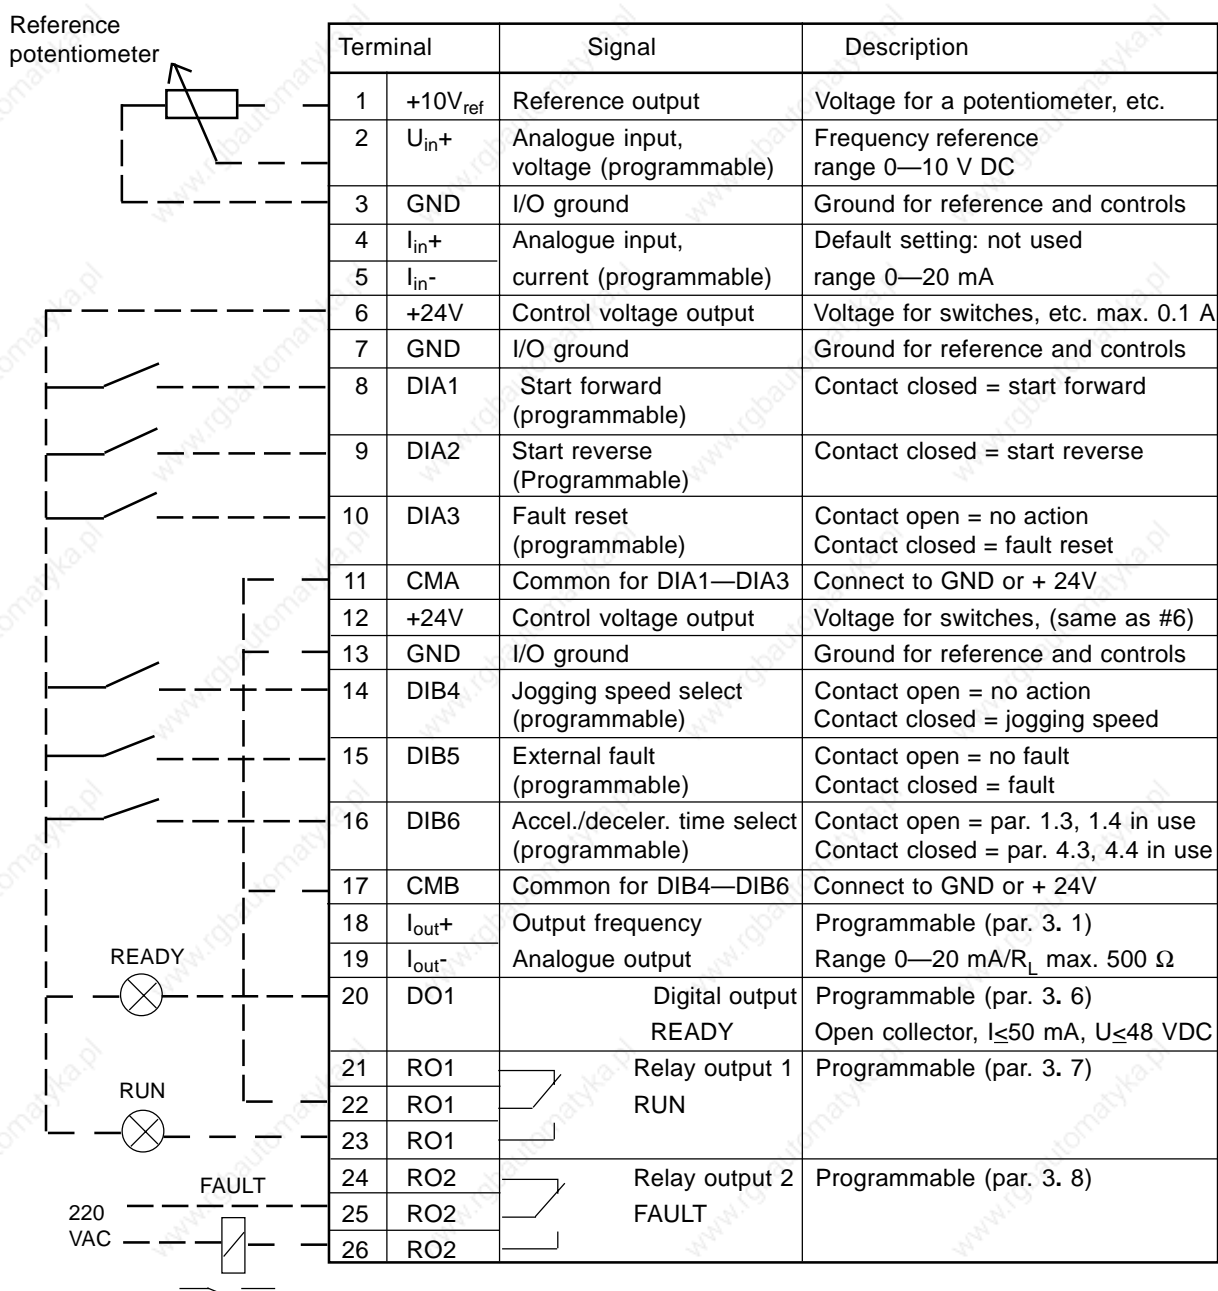 Reference
potentiometer
Terminal Signal Description
1 +10Vref Reference output Voltage for a potentiometer, etc.
2 Uin+ Analogue input, Frequency reference
voltage (programmable) range 0—10 V DC
3 GND I/O ground Ground for reference and controls
4 Iin+ Analogue input, Default setting: not used
5 Iin- current (programmable) range 0—20 mA
6 +24V Control voltage output Voltage for switches, etc. max. 0.1 A
7 GND I/O ground Ground for reference and controls
8 DIA1 Start forward Contact closed = start forward
(programmable)
9 DIA2 Start reverse Contact closed = start reverse
(Programmable)
10 DIA3 Fault reset Contact open = no action
(programmable) Contact closed = fault reset
11 CMA Common for DIA1—DIA3 Connect to GND or + 24V
12 +24V Control voltage output Voltage for switches, (same as #6)
13 GND I/O ground Ground for reference and controls
14 DIB4 Jogging speed select Contact open = no action
(programmable) Contact closed = jogging speed
15 DIB5 External fault Contact open = no fault
(programmable) Contact closed = fault
16 DIB6 Accel./deceler. time select Contact open = par. 1.3, 1.4 in use
(programmable) Contact closed = par. 4.3, 4.4 in use
17 CMB Common for DIB4—DIB6 Connect to GND or + 24V
18 Iout+ Output frequency Programmable (par. 3. 1)
19 Iout- Analogue output Range 0—20 mA/RL max. 500 Ω
READY
20 DO1 Digital output Programmable (par. 3. 6)
READY Open collector, I≤50 mA, U≤48 VDC
21 RO1 Relay output 1 Programmable (par. 3. 7)
RUN
22 RO1 RUN
23 RO1
24 RO2 Relay output 2 Programmable (par. 3. 8)
FAULT
220
VAC
25 RO2 FAULT
26 RO2
www.rgbautomatyka.pl